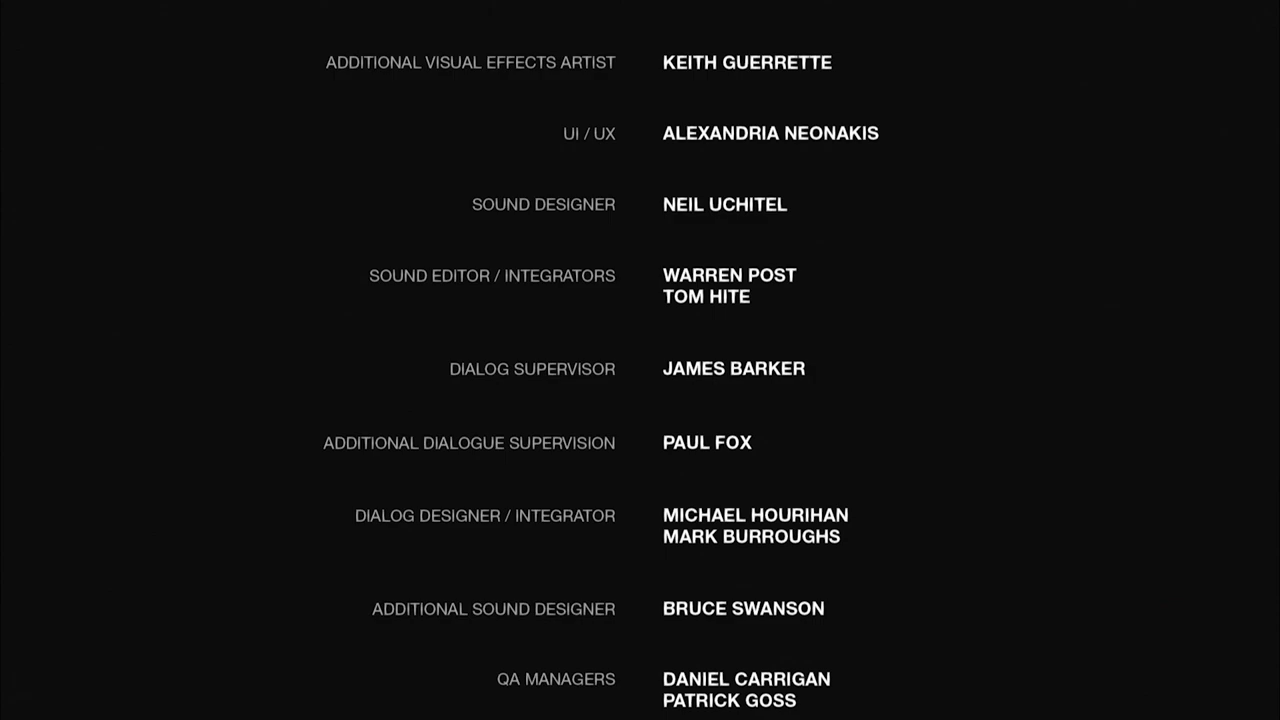 ADDITIONAL VISUAL EFFECTS ARTIST KEITH GUERRETTE
UI / UX ALEXANDRIA NEONAKIS
SOUND DESIGNER NEIL UCHITEL
SOUND EDITOR / INTEGRATORS WARREN POST
TOM HITE
DIALOG SUPERVISOR JAMES BARKER
ADDITIONAL DIALOGUE SUPERVISION PAUL FOX
DIALOG DESIGNER / INTEGRATOR MICHAEL HOURIHAN
MARK BURROUGHS
ADDITIONAL SOUND DESIGNER BRUCE SWANSON
QA MANAGERS DANIEL CARRIGAN
PATRICK GOSS